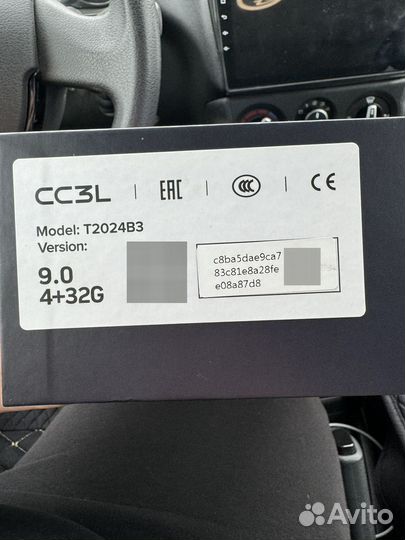 CC3L | EAC | CCC | CE
Model: T2024B3
Version:
9.0
4+32G
c8ba5dae9ca7
83c81e8a28fe
e08a87d8
Avito